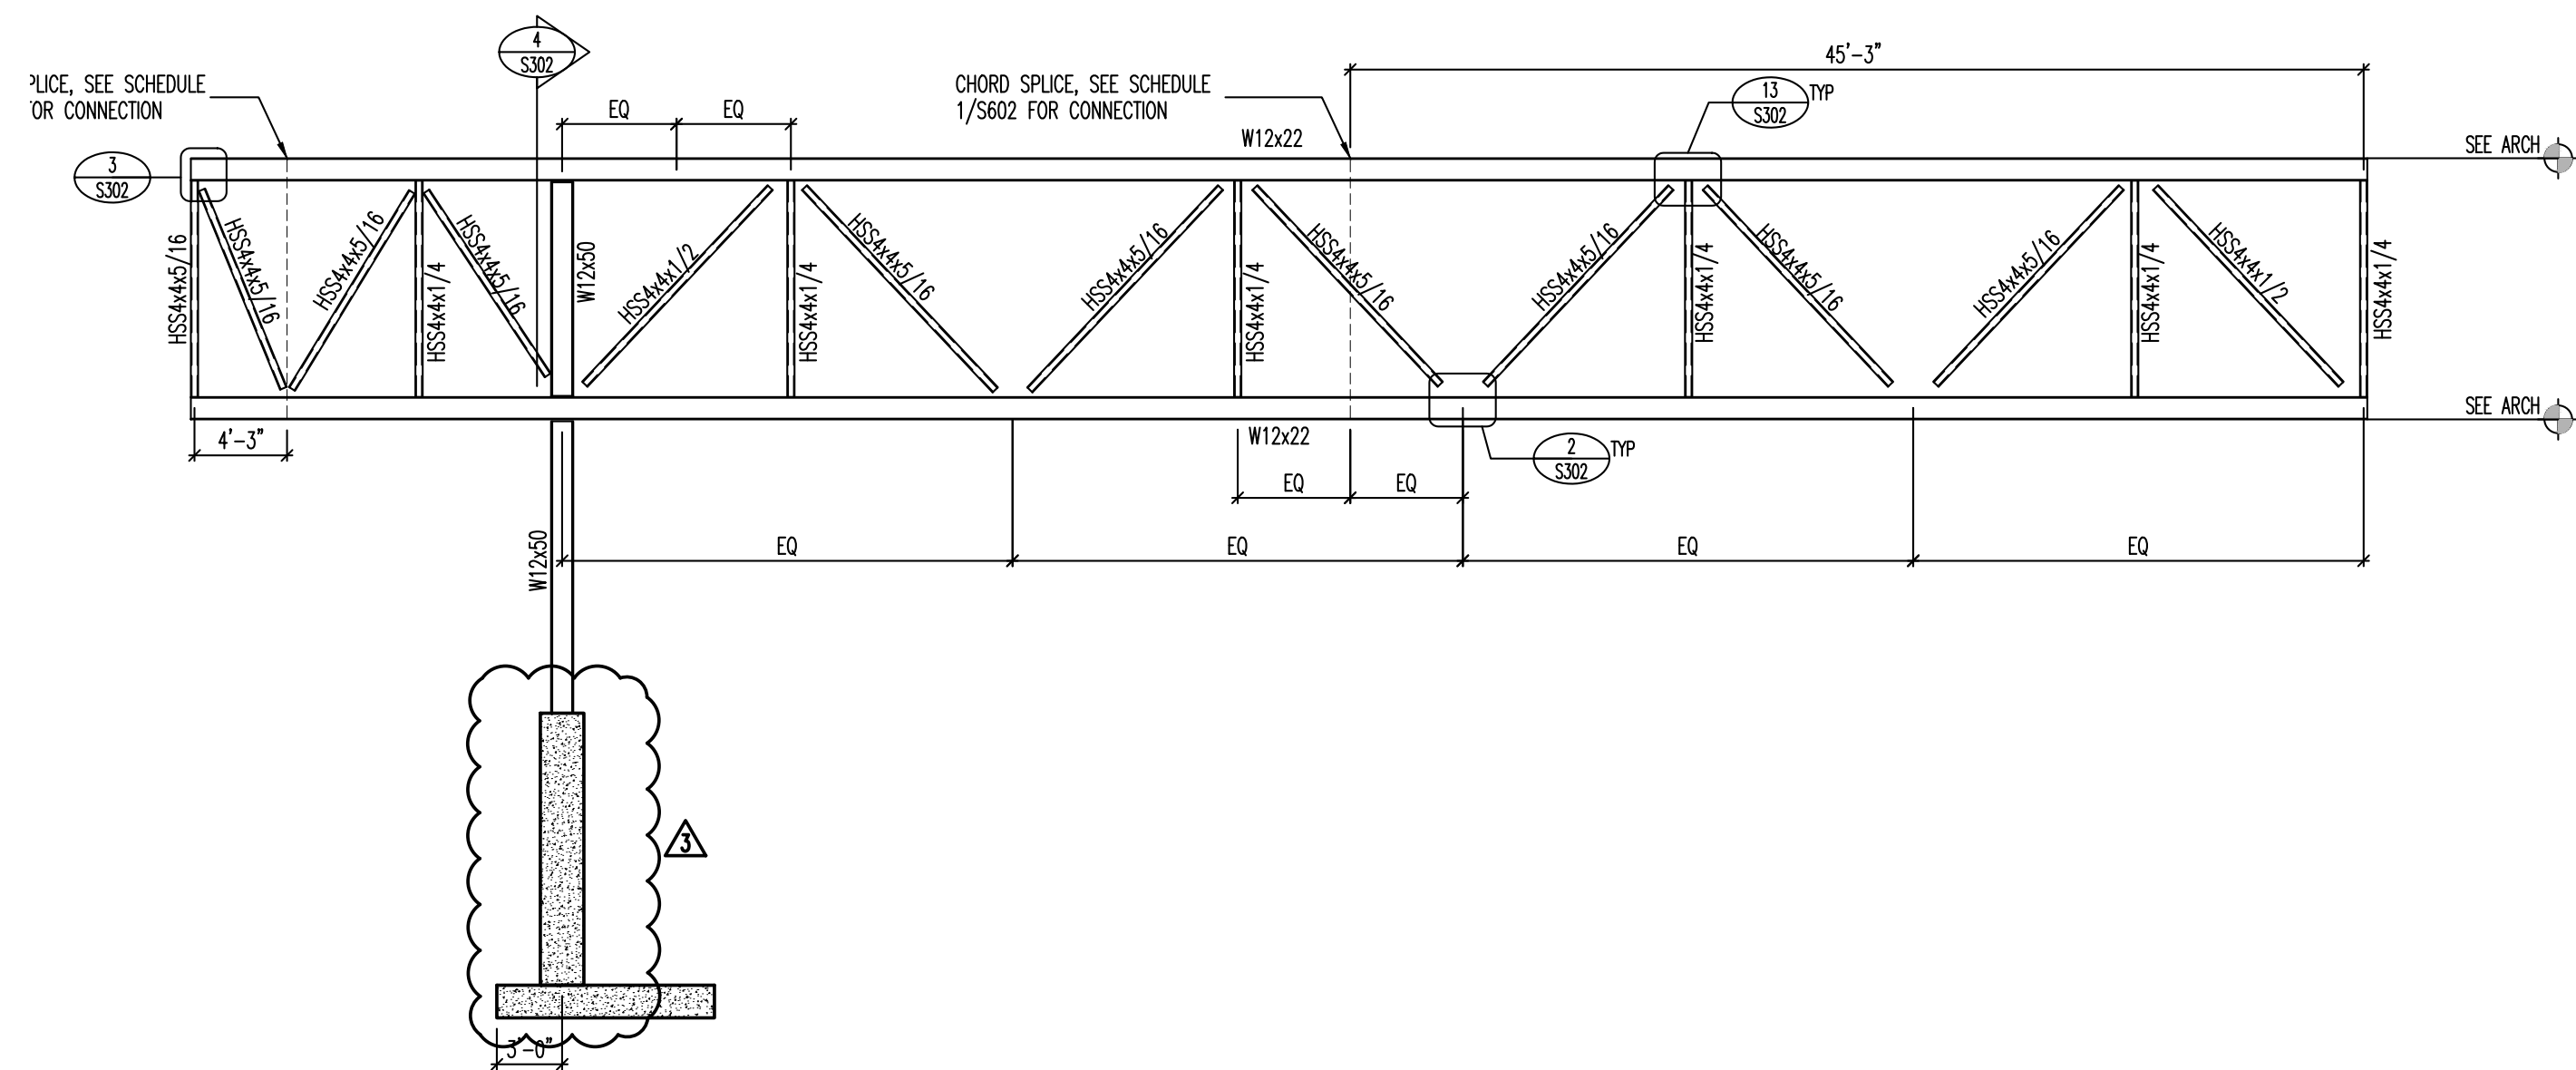 4
S302
45'-3"
PLICE, SEE SCHEDULE
OR CONNECTION
CHORD SPLICE, SEE SCHEDULE
1/S602 FOR CONNECTION
13
S302
TYP
EQ
EQ
W12x22
SEE ARCH
3
S302
HSS4x4x5/16
HSS4x4x5/16
HSS4x4x5/16
HSS4x4x1/4
HSS4x4x5/16
W12x50
HSS4x4x1/2
HSS4x4x1/4
HSS4x4x5/16
HSS4x4x5/16
HSS4x4x1/4
HSS4x4x5/16
HSS4x4x5/16
HSS4x4x1/4
HSS4x4x5/16
HSS4x4x5/16
HSS4x4x1/4
HSS4x4x1/2
HSS4x4x1/4
SEE ARCH
4'-3"
W12x22
2
S302
TYP
EQ
EQ
W12x50
EQ
EQ
EQ
EQ
3
3'-0"